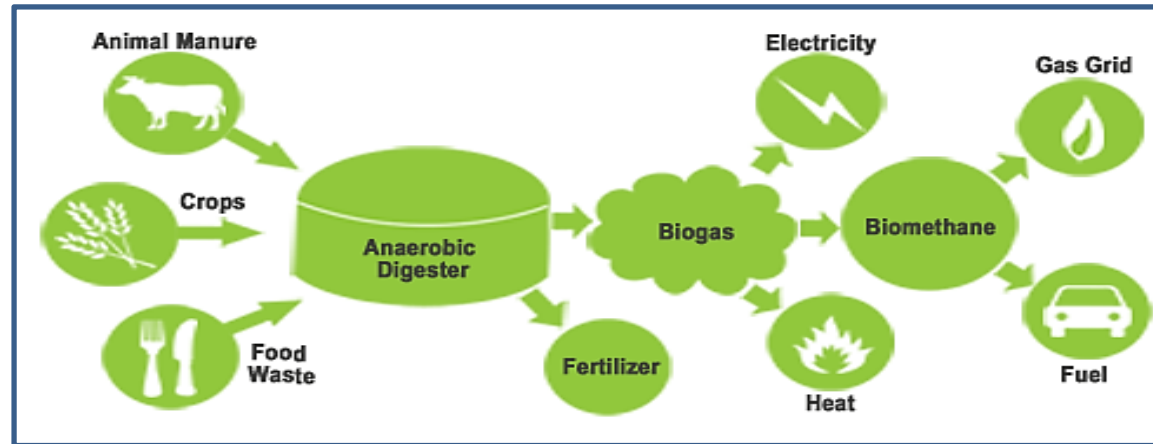 Animal Manure
Electricity
Gas Grid
Crops
Anaerobic
Digester
Biogas
Biomethane
Food
Waste
Fertilizer
Heat
Fuel